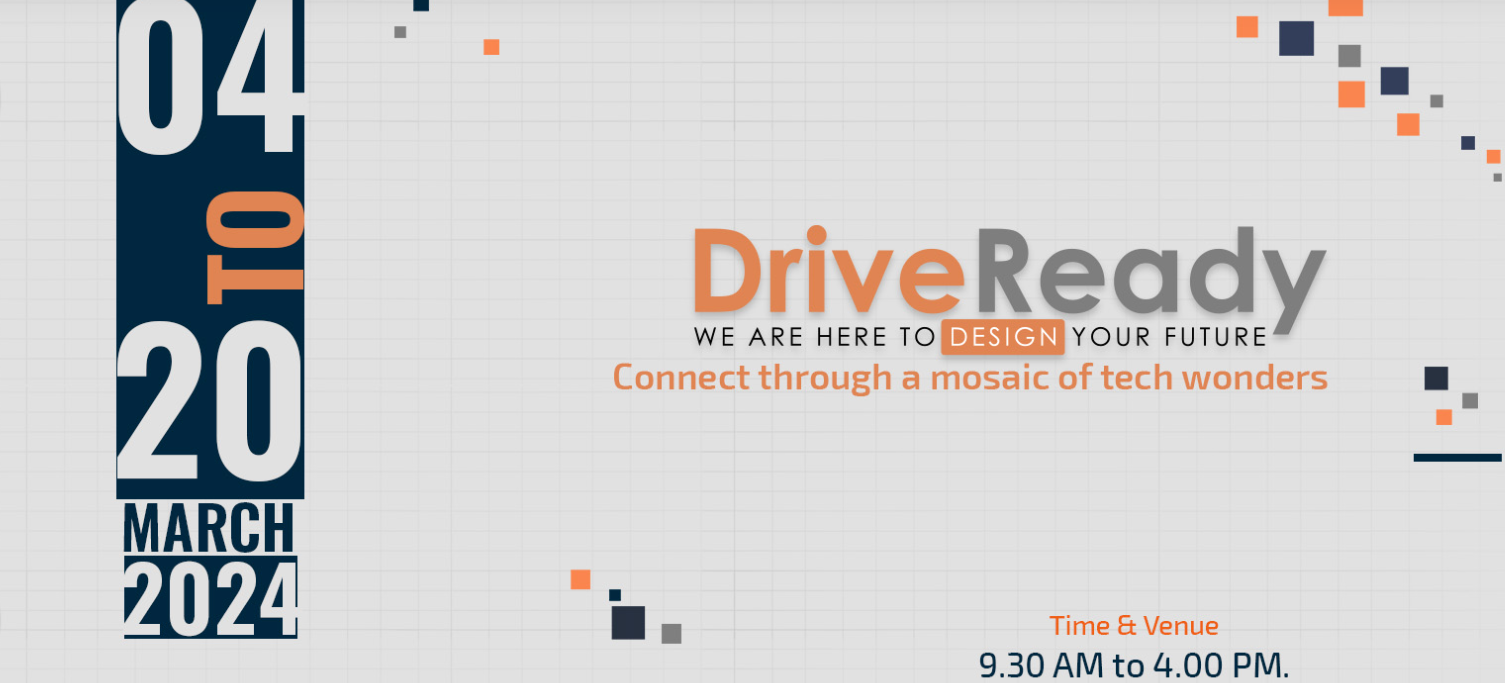 04
TO
20
MARCH
2024
DriveReady
WE ARE HERE TO DESIGN YOUR FUTURE
Connect through a mosaic of tech wonders
Time & Venue
9.30 AM to 4.00 PM.